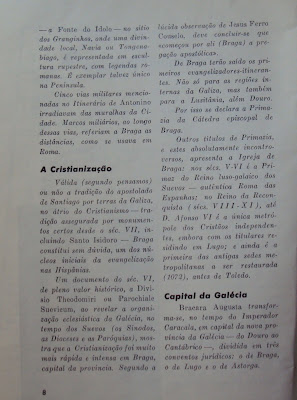 — a Fonte do Ídolo — no sítio
dos Granginhos, onde uma divin-
dade local, Navia ou Tongena-
biago, é representada em escul-
tura rupestre, com legendas ro-
manas. É exemplar talvez único
na Península.
Cinco vias militares mencio-
nadas no Itinerário de Antonino
irradiavam das muralhas da Ci-
dade. Marcos miliários, ao longo
dessas vias, referiam a Braga as
distâncias, como se usava em
Roma.
A Cristianização
Válida (segundo pensamos)
ou não a tradição do apostolado
de Santiago por terras da Galiza,
no átrio do Cristianismo — tra-
dição assegurada por monumen-
tos certos desde o séc. VII, in-
cluindo Santo Isidoro — Braga
constitui sem dúvida, um dos nú-
cleos iniciais da evangelização
nas Hispânias.
Um documento do séc. VI,
de pleno valor histórico, a Divi-
sio Theodomiri ou Parochiale
Suevicum, ao revelar a organi-
zação eclesiástica da Galécia, no
tempo dos Suevos (os Sínodos,
as Dioceses e as Paróquias), mos-
tra que a Cristianização foi muito
mais rápida e intensa em Braga,
capital da província. Segundo a
8
lúcida observação de Jesus Ferro
Couselo, deve concluir-se que
«começou por ali (Braga) a pre-
gação apostólica».
De Braga terão saído os pri-
meiros evangelizadores-itineran-
tes. Não só para as regiões in-
ternas da Galiza, mas também
para a Lusitânia, além Douro.
Por isso se declara a Prima-
zia da Cátedra episcopal de
Braga.
Outros títulos de Primazia,
e estes absolutamente incontro-
versos, apresenta a Igreja de
Braga: nos sécs. V-VI é a Pri-
maz do Reino luso-galaico dos
Suevos — autêntica Roma das
Espanhas; no Reino da Recon-
quista (sécs. VIII-XI), até
D. Afonso VI é a única metró-
pole dos Cristãos independen-
tes, embora com os titulares re-
sidindo em Lugo; e ainda é a
primeira das antigas sedes me-
tropolitanas a ser restaurada
(1072), antes de Toledo.
Capital da Galécia
Bracara Augusta transfor-
ma-se, no tempo do Imperador
Caracala, em capital da nova pro-
víncia da Galécia — do Douro ao
Cantábrico —, dividida em três
conventos jurídicos: o de Braga,
o de Lugo e o de Astorga.